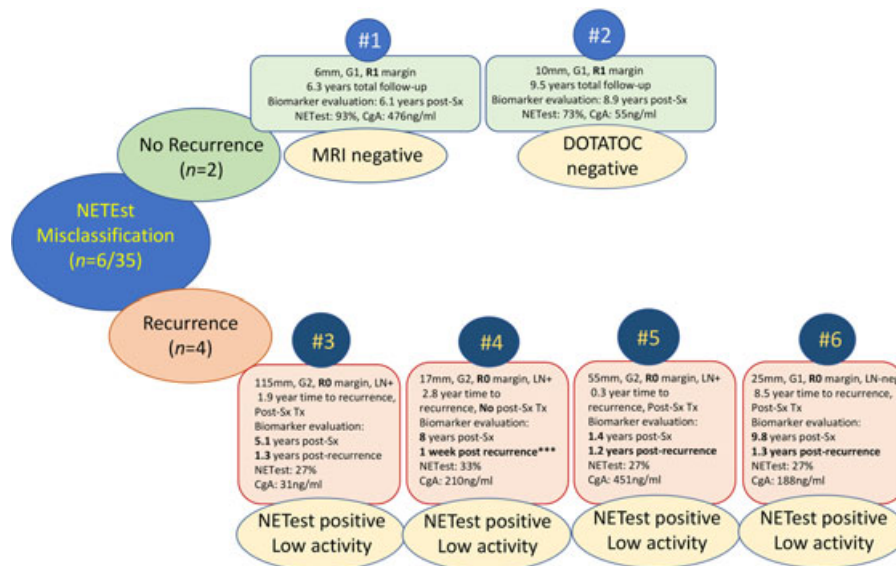 #1
6mm, G1, R1 margin
6.3 years total follow-up
Biomarker evaluation: 6.1 years post-Sx
NETest: 93%, CgA: 476ng/ml
MRI negative
#2
10mm, G1, R1 margin
9.5 years total follow-up
Biomarker evaluation: 8.9 years post-Sx
NETest: 73%, CgA: 55ng/ml
DOTATOC
negative
No Recurrence
(n=2)
NETEst
Misclassification
(n=6/35)
Recurrence
(n=4)
#3
115mm, G2, R0 margin, LN+
1.9 year time to recurrence,
Post-Sx Tx
Biomarker evaluation:
5.1 years post-Sx
1.3 years post-recurrence
NETest: 27%
CgA: 31ng/ml
NETest positive
Low activity
#4
17mm, G2, R0 margin, LN+
2.8 year time to
recurrence, No post-Sx Tx
Biomarker evaluation:
8 years post-Sx
1 week post recurrence***
NETest: 33%
CgA: 210ng/ml
NETest positive
Low activity
#5
55mm, G2, R0 margin, LN+
0.3 year time to
recurrence, Post-Sx Tx
Biomarker evaluation:
1.4 years post-Sx
1.2 years post-recurrence
NETest: 27%
CgA: 451ng/ml
NETest positive
Low activity
#6
25mm, G1, R0 margin, LN-neg
8.5 year time to recurrence,
Post-Sx Tx
Biomarker evaluation:
9.8 years post-Sx
1.3 years post-recurrence
NETest: 27%
CgA: 188ng/ml
NETest positive
Low activity